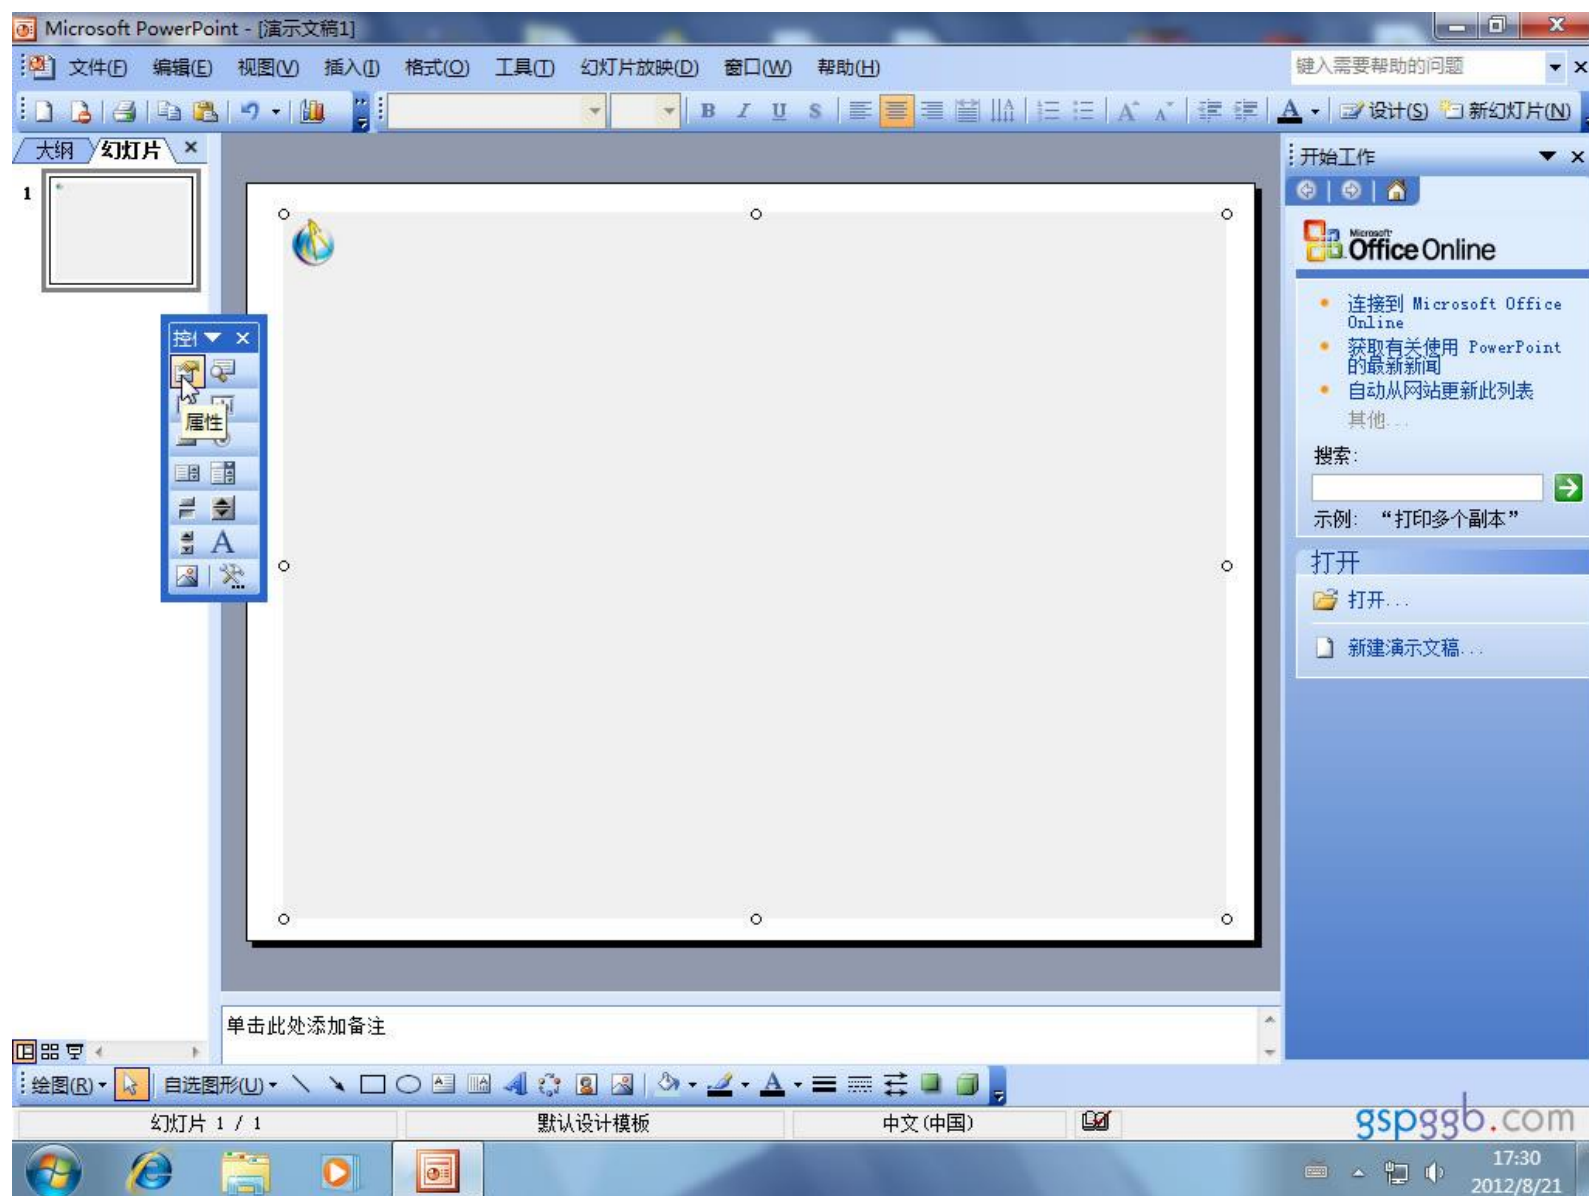 Microsoft PowerPoint - [演示文稿1]
文件(F) 编辑(E) 视图(V) 插入(I) 格式(O) 工具(T) 幻灯片放映(D) 窗口(W) 帮助(H) 键入需要帮助的问题
B I U S 设计(S) 新幻灯片(N)
大纲 幻灯片
开始工作
1
Microsoft
Office Online
连接到 Microsoft Office
Online
获取有关使用 PowerPoint
的最新新闻
自动从网站更新此列表
其他...
搜索:
示例: “打印多个副本”
打开
打开...
新建演示文稿...
属性
单击此处添加备注
绘图(R) 自选图形(U)
幻灯片 1 / 1 默认设计模板 中文(中国)
gspggb.com
17:30
2012/8/21